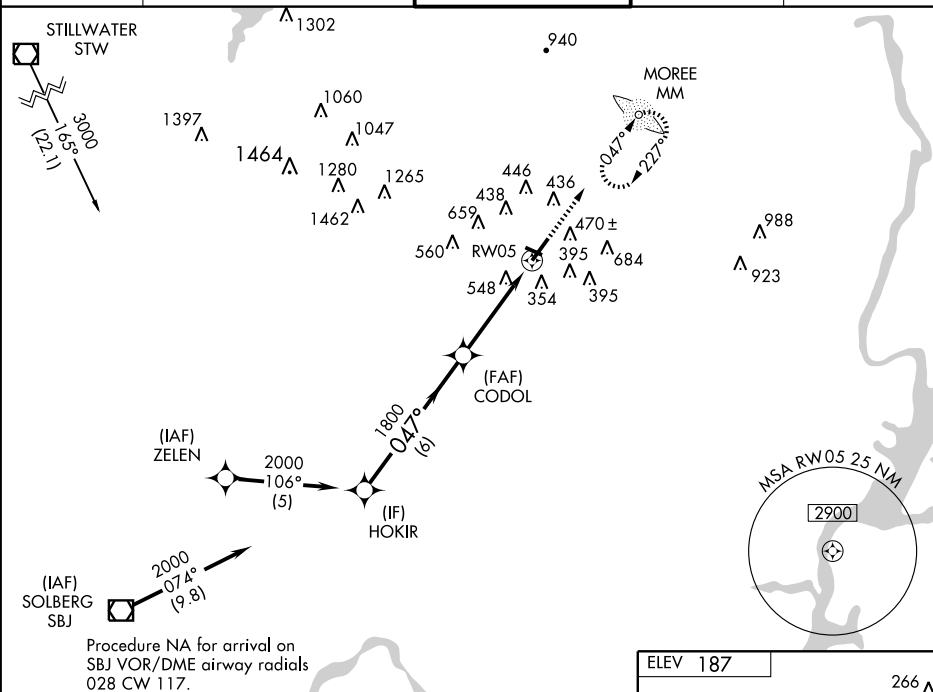 STILLWATER
STW
3000
165°
(22.1)
1302
940
1397
1060
1047
1464
1280
1265
1462
MOREE
MM
047°
227°
446
438
436
659
560
RW05
470±
395
684
548
354
395
988
923
(FAF)
CODOL
1800
047°
(6)
(IAF)
ZELEN
2000
106°
(5)
(IF)
HOKIR
(IAF)
SOLBERG
SBJ
2000
074°
(9.8)
Procedure NA for arrival on
SBJ VOR/DME airway radials
028 CW 117.
MSA RW05 25 NM
2900
ELEV 187
266